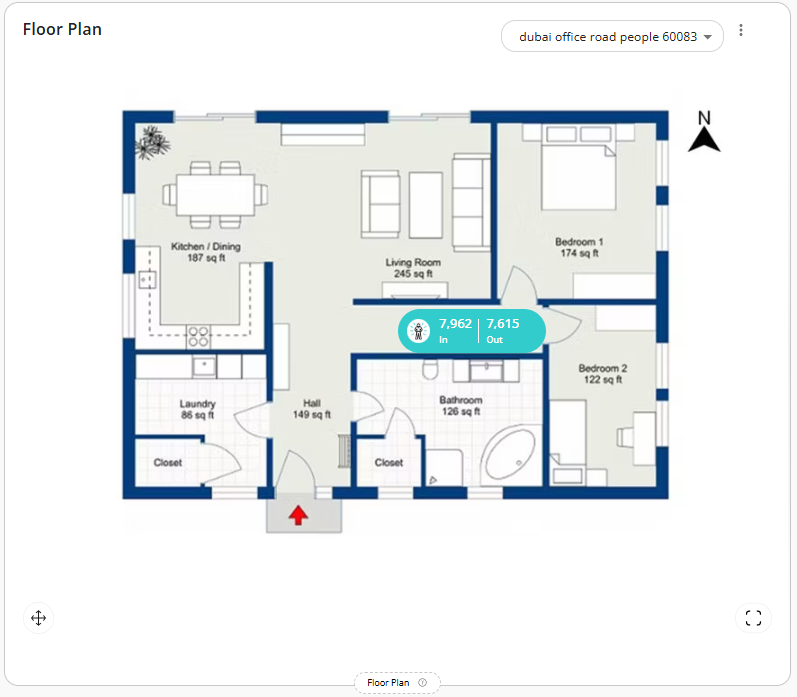 Floor Plan
dubai office road people 60083
N
Kitchen / Dining
187 sq ft
Living Room
245 sq ft
Bedroom 1
174 sq ft
7,962 | 7,615
In Out
Bedroom 2
122 sq ft
Laundry
86 sq ft
Hall
149 sq ft
Bathroom
126 sq ft
Closet
Closet
Floor Plan